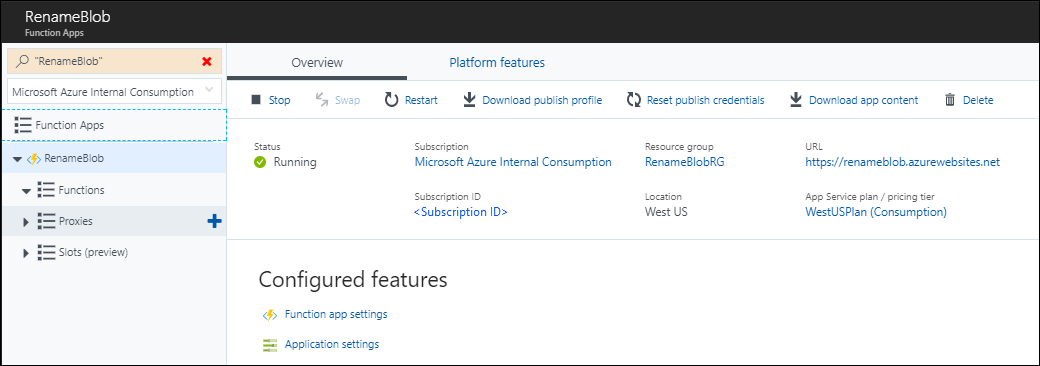 RenameBlob
Function Apps
"RenameBlob"
Microsoft Azure Internal Consumption
Function Apps
RenameBlob
Functions
Proxies
Slots (preview)
Overview Platform features
Stop Swap Restart Download publish profile Reset publish credentials Download app content Delete
Status Subscription Resource group URL
Running Microsoft Azure Internal Consumption RenameBlobRG https://renameblob.azurewebsites.net
Subscription ID Location App Service plan / pricing tier
<Subscription ID> West US WestUSPlan (Consumption)
Configured features
Function app settings
Application settings